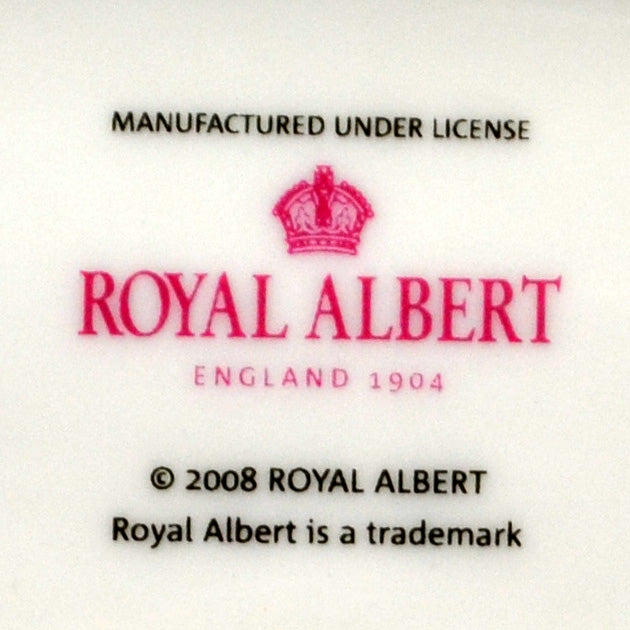 MANUFACTURED UNDER LICENSE
ROYAL ALBERT
ENGLAND 1904
© 2008 ROYAL ALBERT
Royal Albert is a trademark